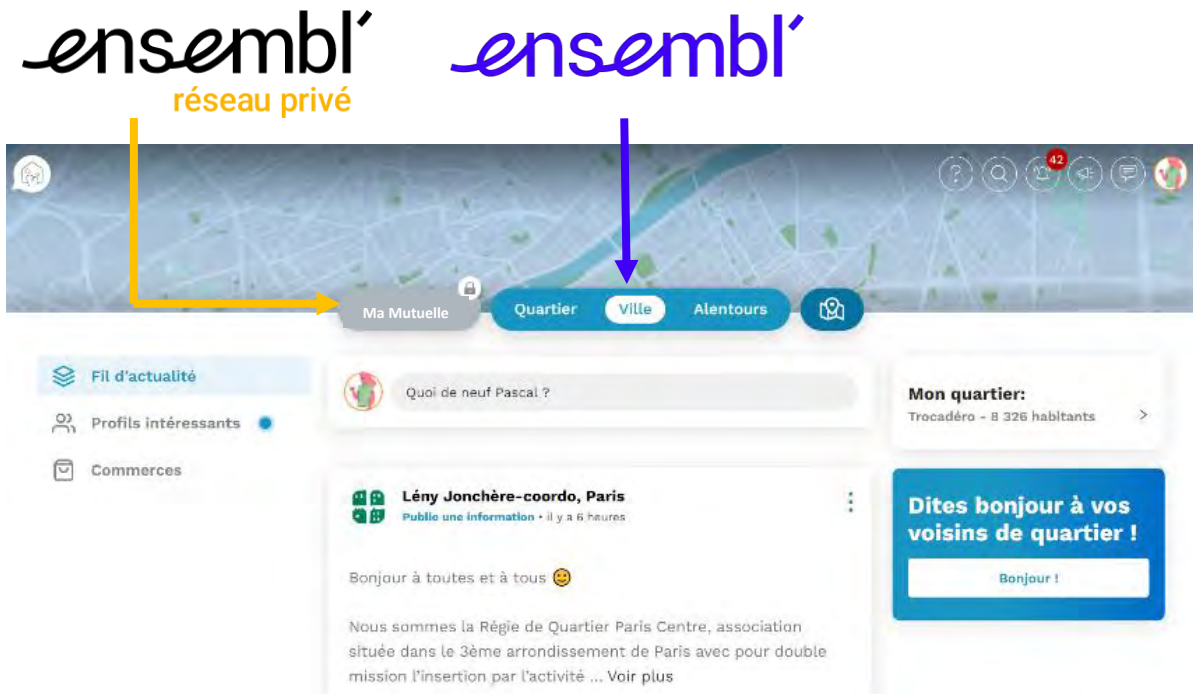 ensembl'
réseau privé
ensembl'
42
Ma Mutuelle
Quartier
Ville
Alentours
Fil d'actualité
Profils intéressants
Commerces
Quoi de neuf Pascal ?
Lény Jonchère-coordo, Paris
Publie une information • il y a 6 heures
Bonjour à toutes et à tous 🙂
Nous sommes la Régie de Quartier Paris Centre, association
située dans le 3ème arrondissement de Paris avec pour double
mission l'insertion par l'activité ... Voir plus
Mon quartier:
Trocadéro - 8 326 habitants
Dites bonjour à vos
voisins de quartier !
Bonjour !